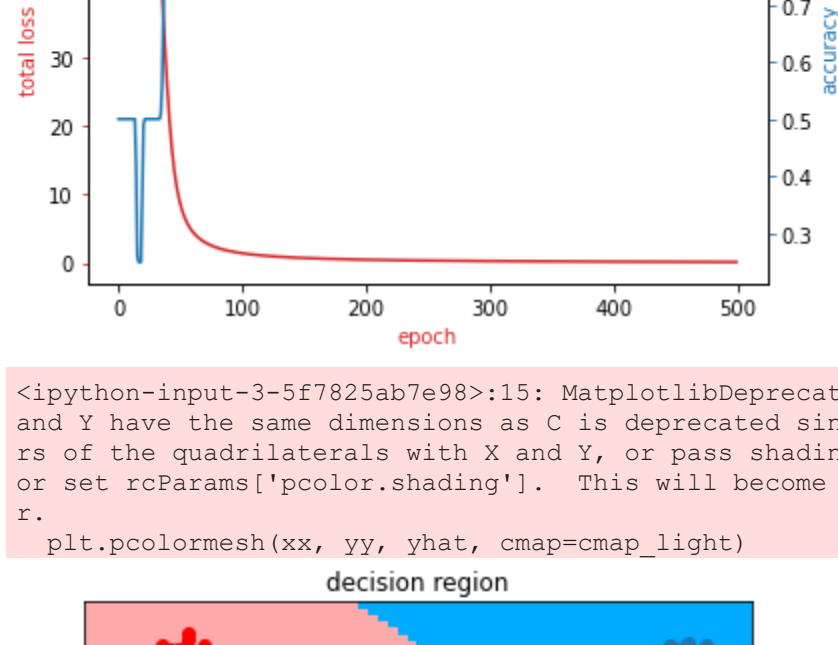 total loss
30
20
10
0
0.7
0.6
0.5
0.4
0.3
accuracy
0 100 200 300 400 500
epoch
<ipython-input-3-5f7825ab7e98>:15: MatplotlibDeprecat
and Y have the same dimensions as C is deprecated sin
rs of the quadrilaterals with X and Y, or pass shadin
or set rcParams['pcolor.shading'].  This will become
r.
  plt.pcolormesh(xx, yy, yhat, cmap=cmap_light)
decision region